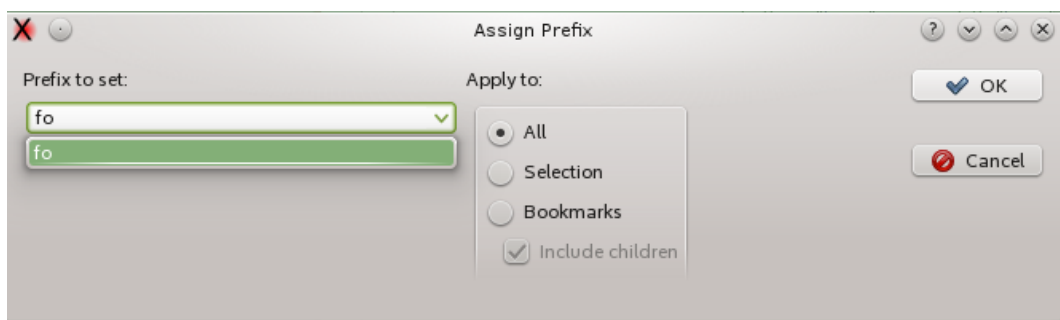 Assign Prefix
Prefix to set:
fo
fo
Apply to:
All
Selection
Bookmarks
Include children
OK
Cancel